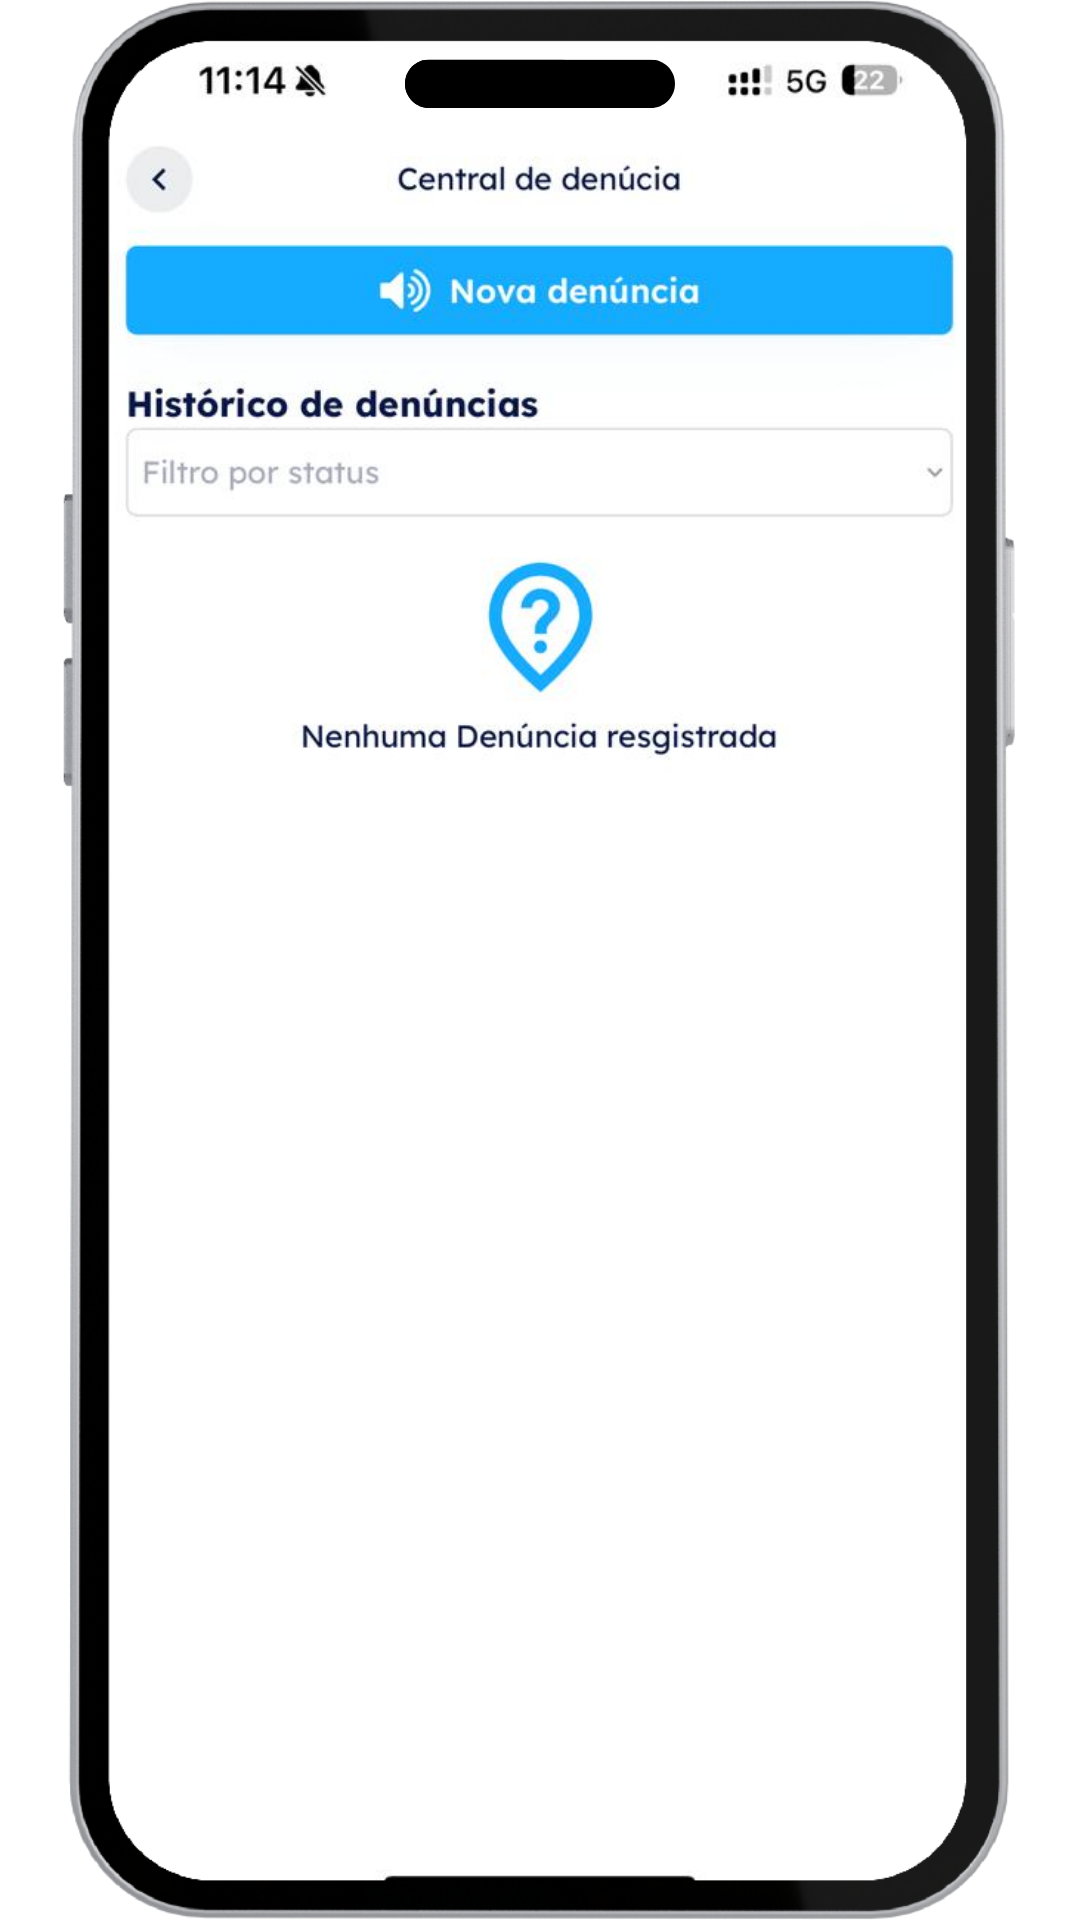 11:14 5G 22
Central de denúcia
Nova denúncia
Histórico de denúncias
Filtro por status
Nenhuma Denúncia resgistrada